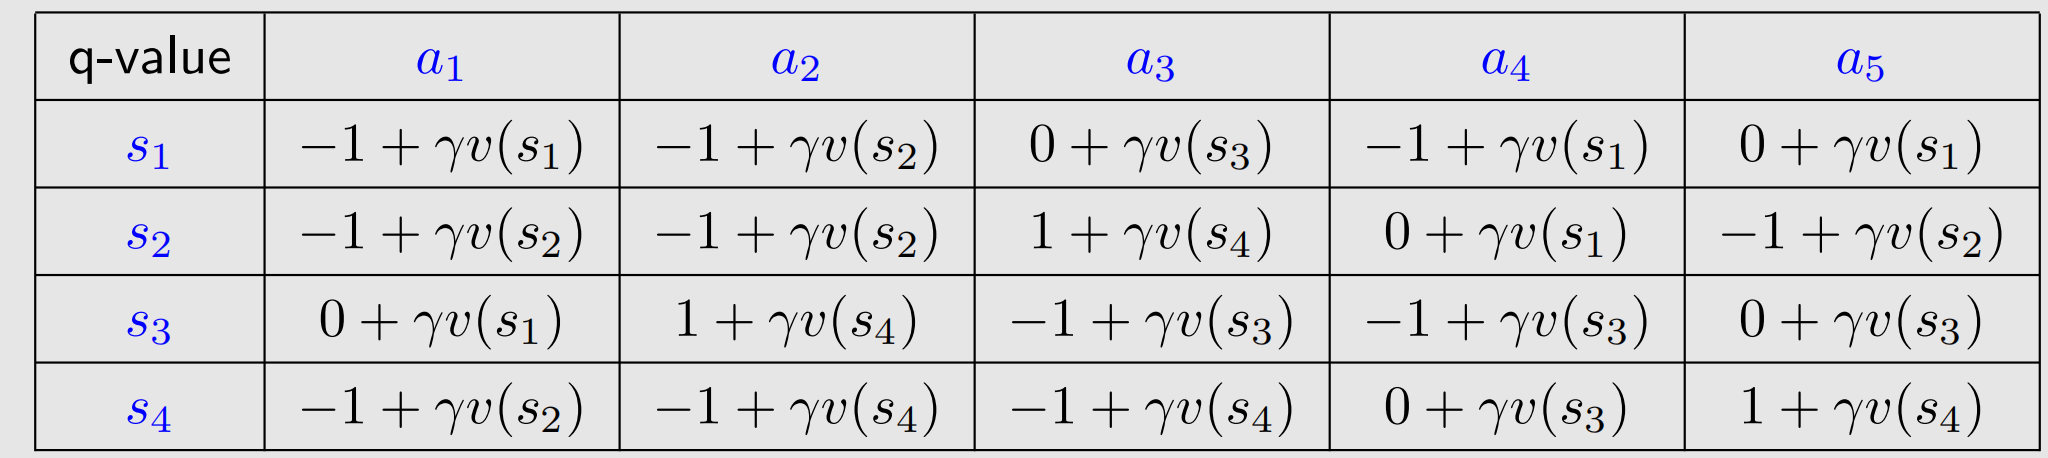 q-value a₁ a₂ a₃ a₄ a₅
s₁ −1 + γv(s₁) −1 + γv(s₂) 0 + γv(s₃) −1 + γv(s₁) 0 + γv(s₁)
s₂ −1 + γv(s₂) −1 + γv(s₂) 1 + γv(s₄) 0 + γv(s₁) −1 + γv(s₂)
s₃ 0 + γv(s₁) 1 + γv(s₄) −1 + γv(s₃) −1 + γv(s₃) 0 + γv(s₃)
s₄ −1 + γv(s₂) −1 + γv(s₄) −1 + γv(s₄) 0 + γv(s₃) 1 + γv(s₄)